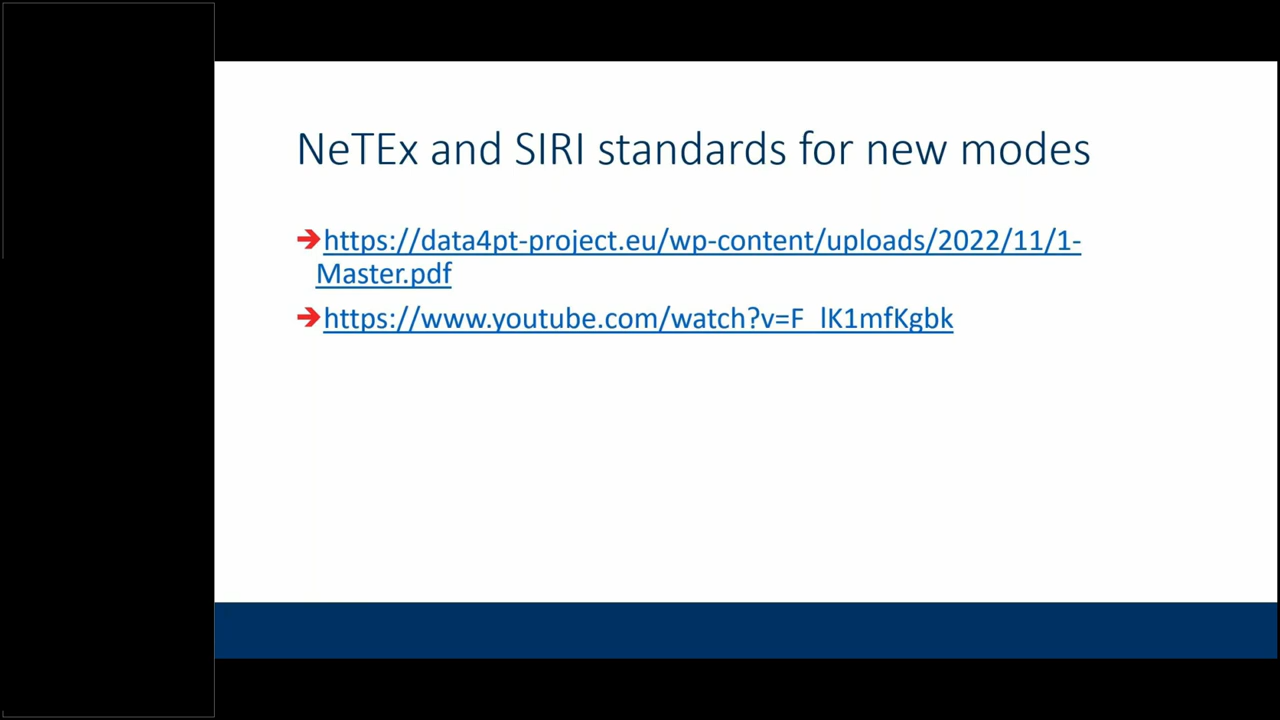 NeTEx and SIRI standards for new modes
https://data4pt-project.eu/wp-content/uploads/2022/11/1-
Master.pdf
https://www.youtube.com/watch?v=F_lK1mfKgbk